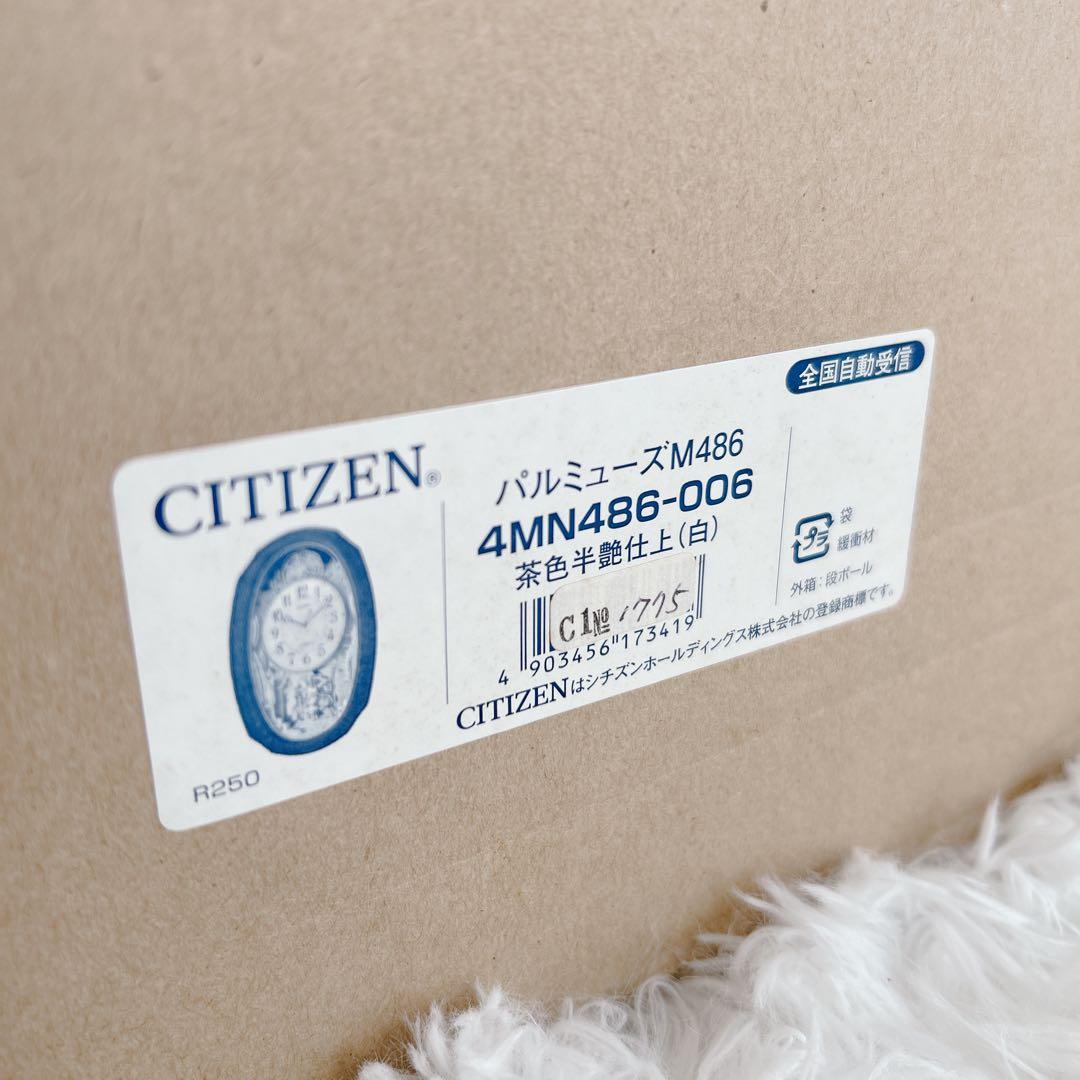 全国自動受信
CITIZEN®
パルミューズM486
4MN486-006
茶色半艶仕上(白)
C1№ 1775
4 903456 173419
CITIZENはシチズンホールディングス株式会社の登録商標です。
プラ
袋
緩衝材
外箱:段ボール
R250